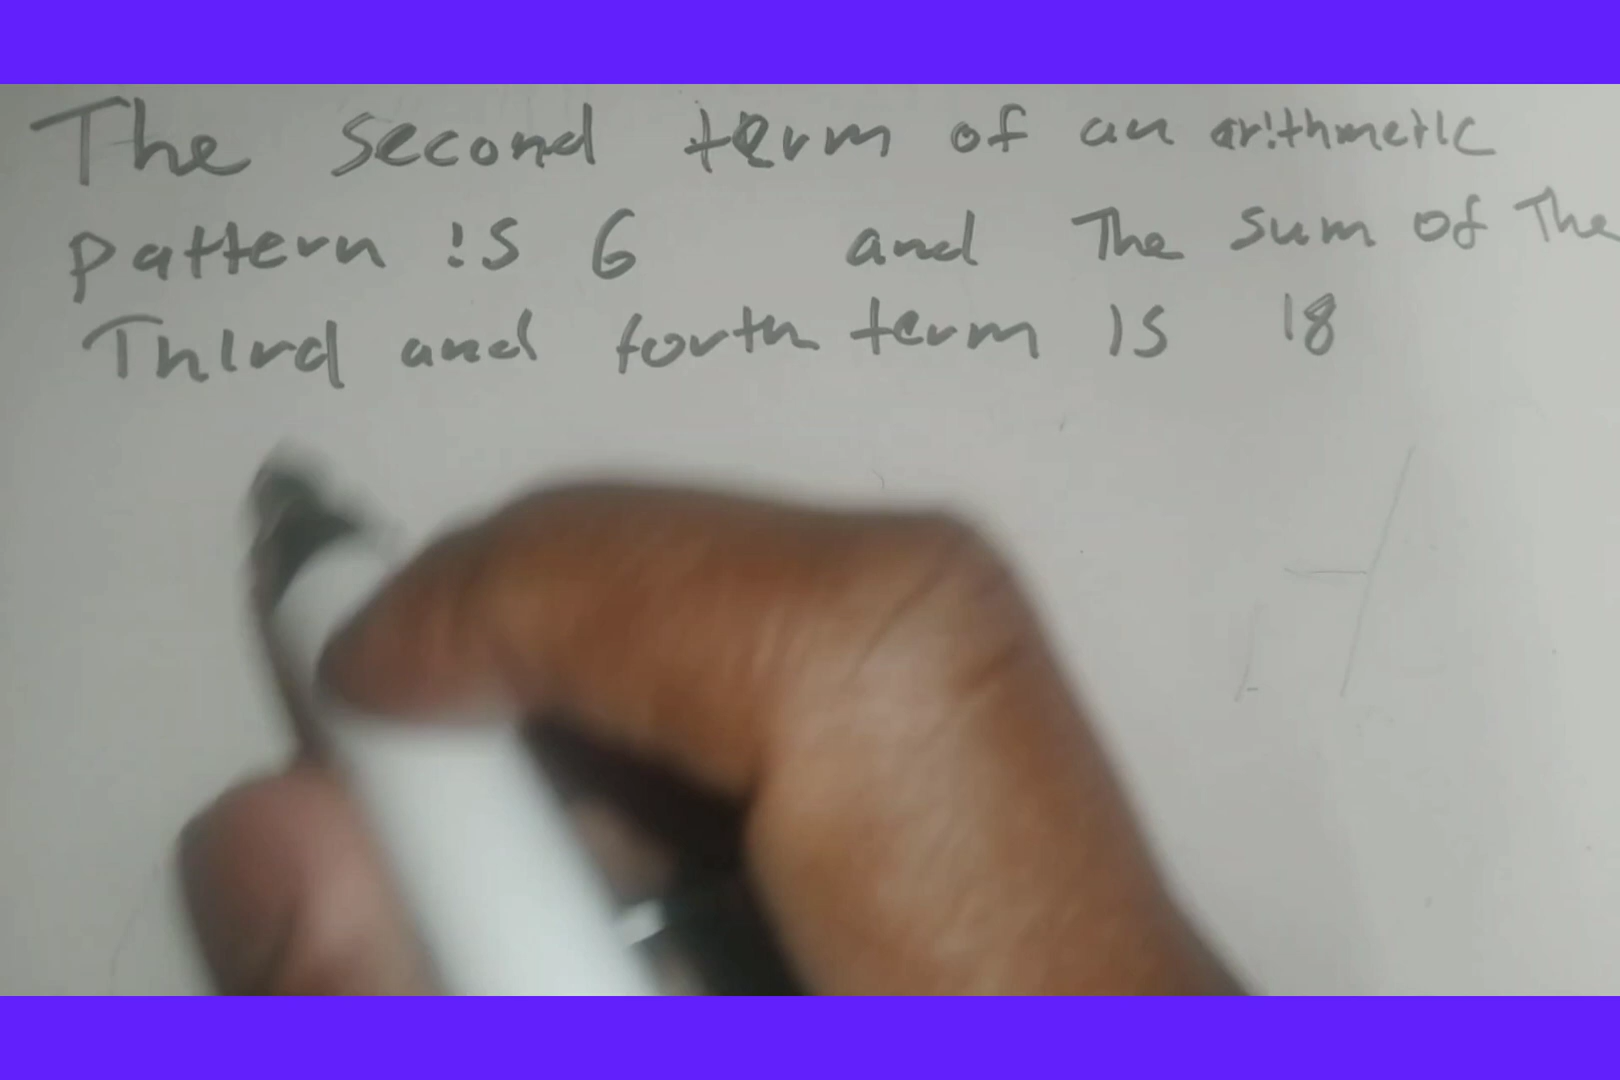 The second term of an arithmetic
pattern is 6 and The sum of The
Third and forth term is 18